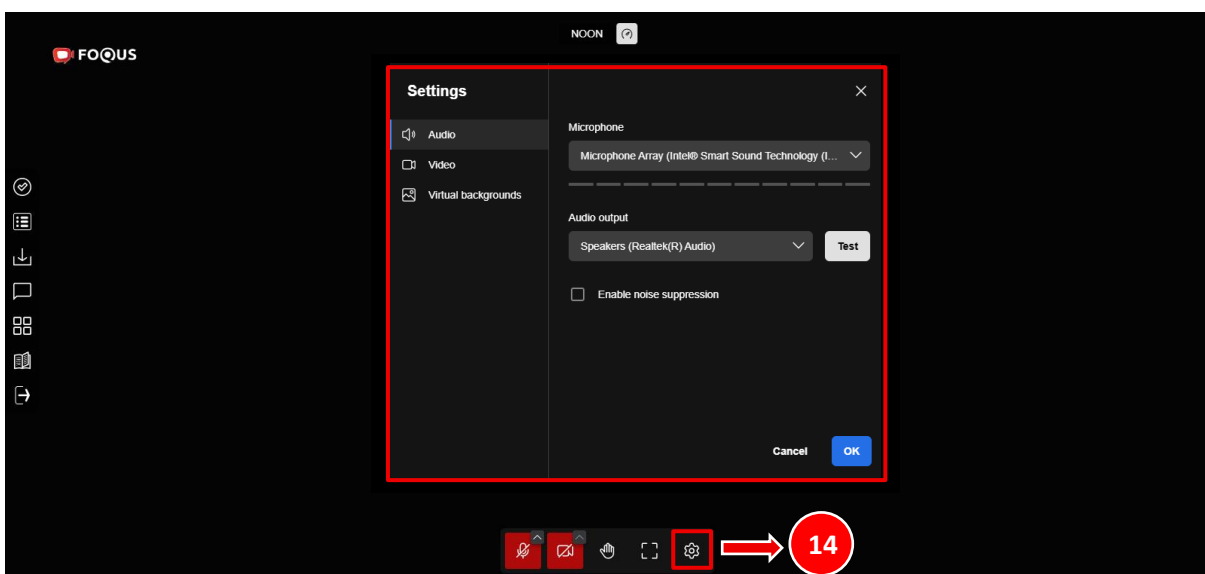 NOON
FOQUS
Settings
Audio
Video
Virtual backgrounds
Microphone
Microphone Array (Intel® Smart Sound Technology (I...
Audio output
Speakers (Realtek(R) Audio)
Test
Enable noise suppression
Cancel
OK
14